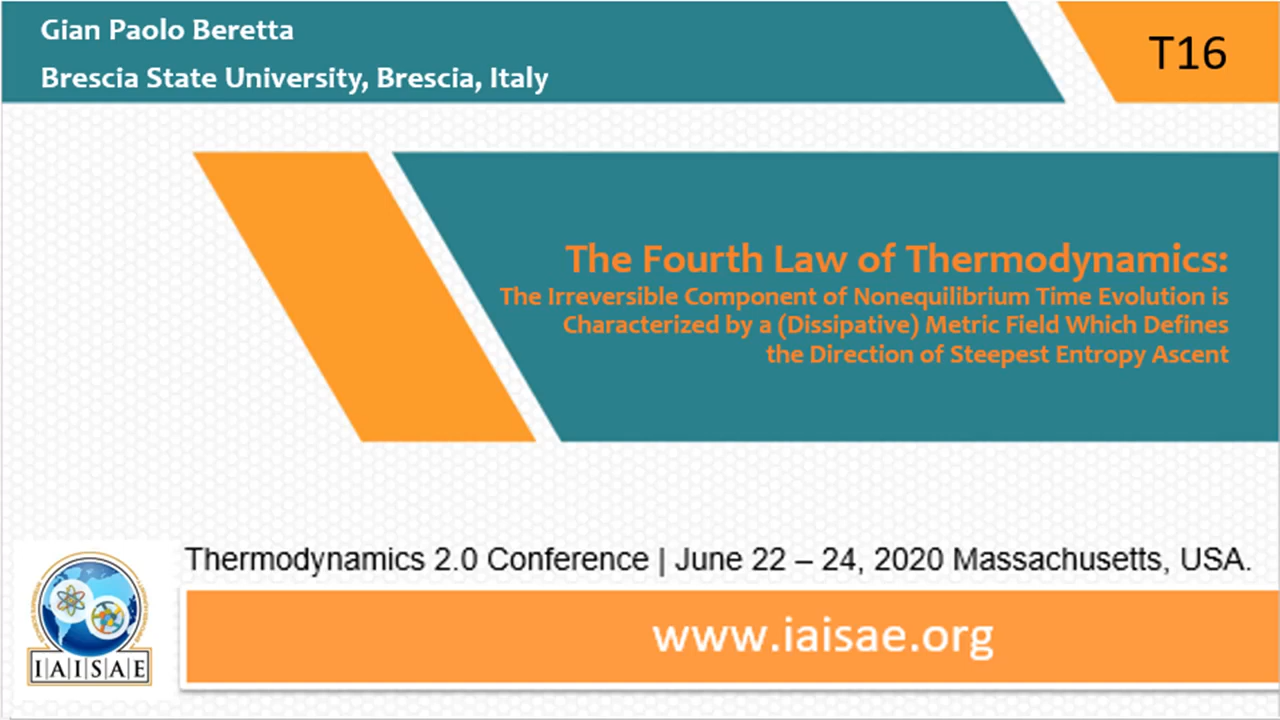 Gian Paolo Beretta
Brescia State University, Brescia, Italy
T16
The Fourth Law of Thermodynamics:
The Irreversible Component of Nonequilibrium Time Evolution is
Characterized by a (Dissipative) Metric Field Which Defines
the Direction of Steepest Entropy Ascent
Thermodynamics 2.0 Conference | June 22 – 24, 2020 Massachusetts, USA.
www.iaisae.org
I|A|I|S|A|E